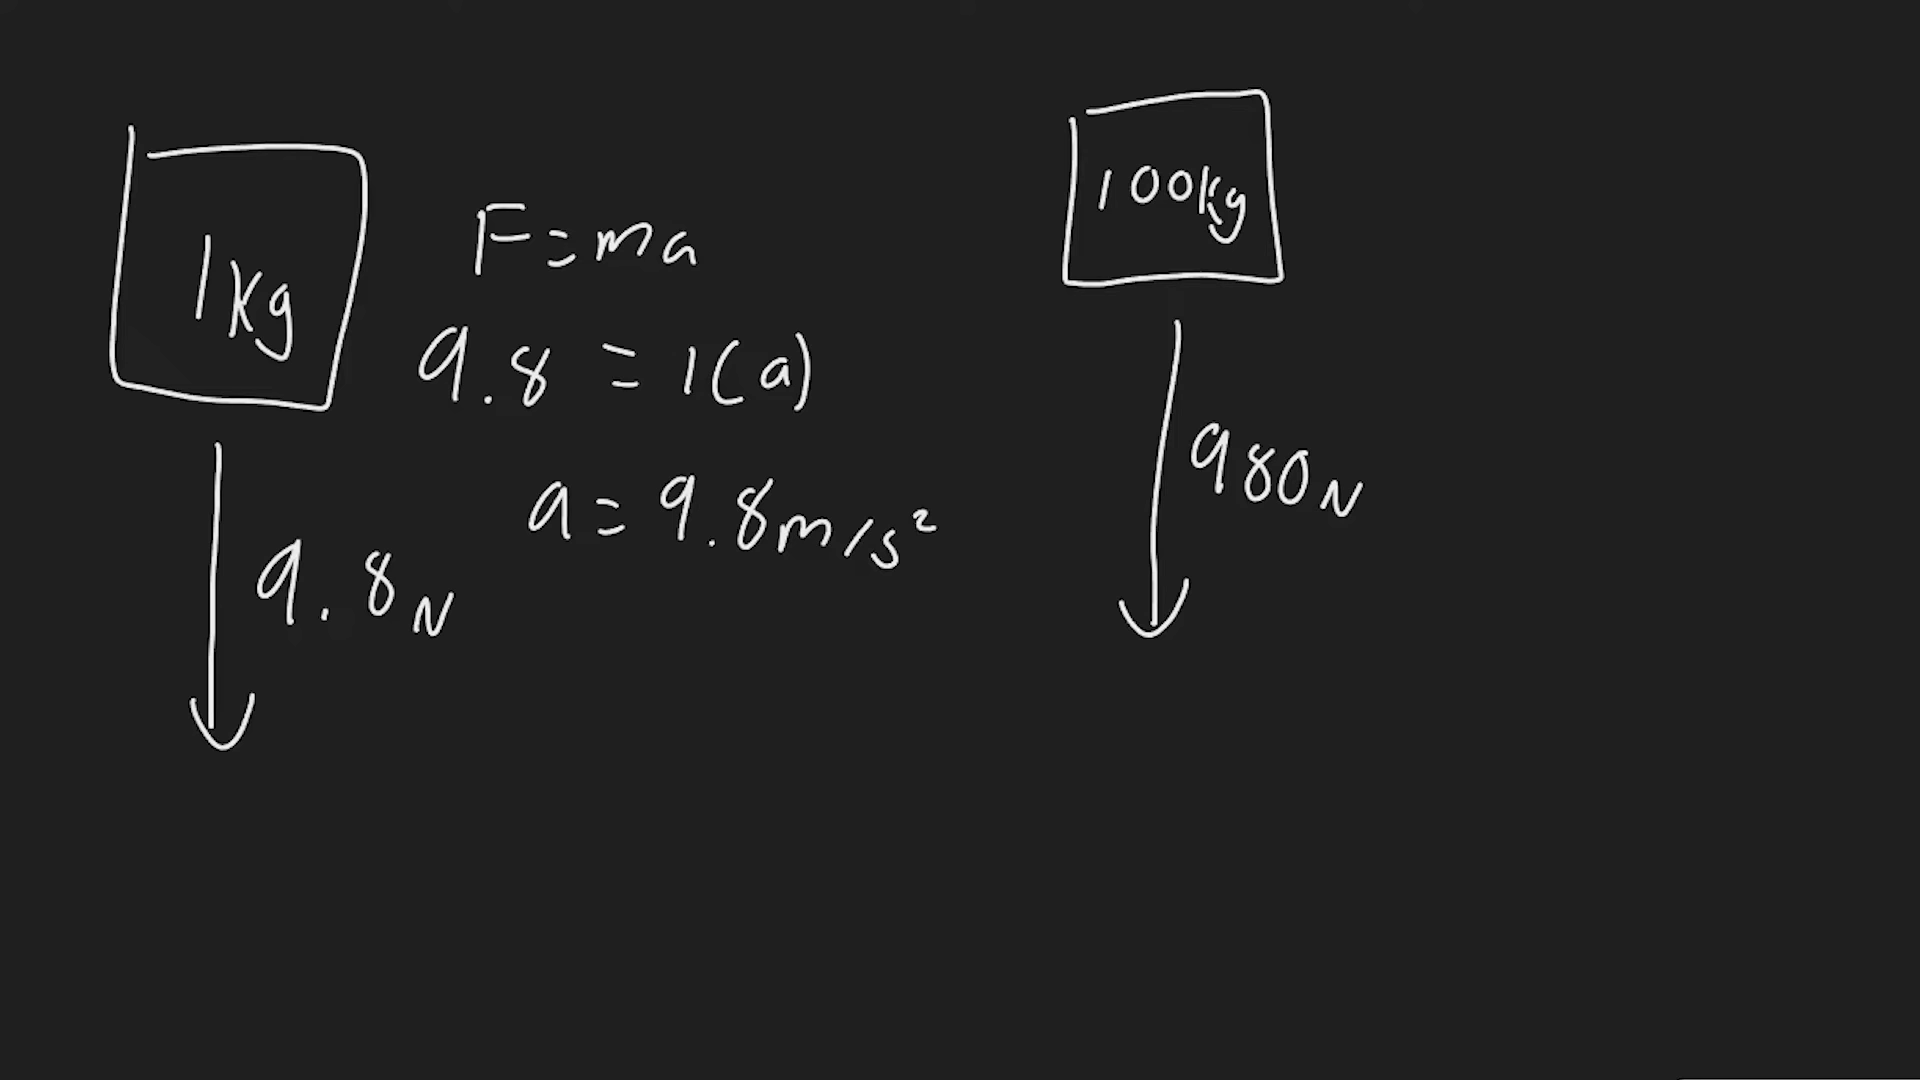 1kg
F=ma
9.8 = 1(a)
a = 9.8m/s²
9.8N
100kg
980N